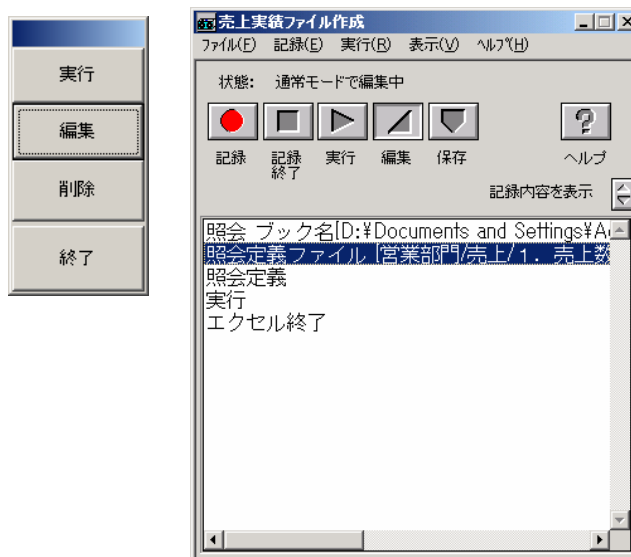 実行
編集
削除
終了
売上実績ファイル作成
ファイル(F) 記録(E) 実行(R) 表示(V) ヘルプ(H)
状態: 通常モードで編集中
記録 記録終了 実行 編集 保存 ヘルプ
記録内容を表示
照会 ブック名[D:¥Documents and Settings¥A
照会定義ファイル [営業部門/売上/1. 売上数
照会定義
実行
エクセル終了